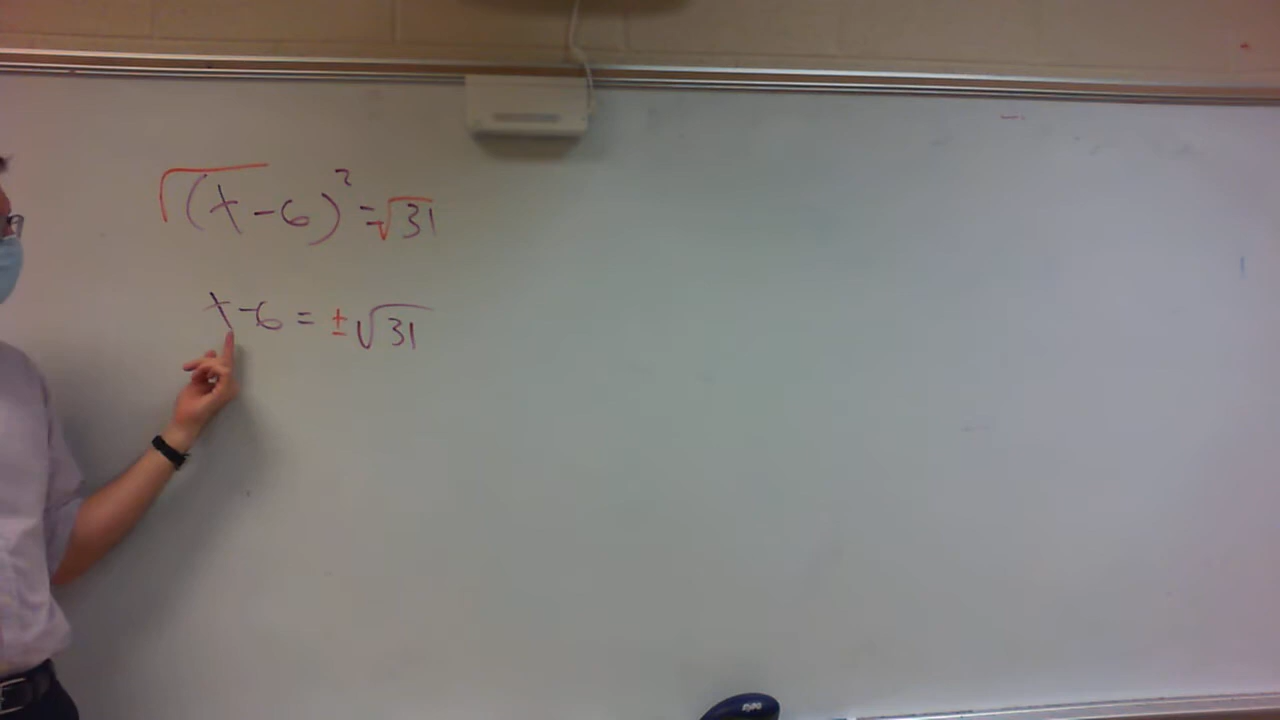 √(x-6)² = √31
x-6 = ±√31